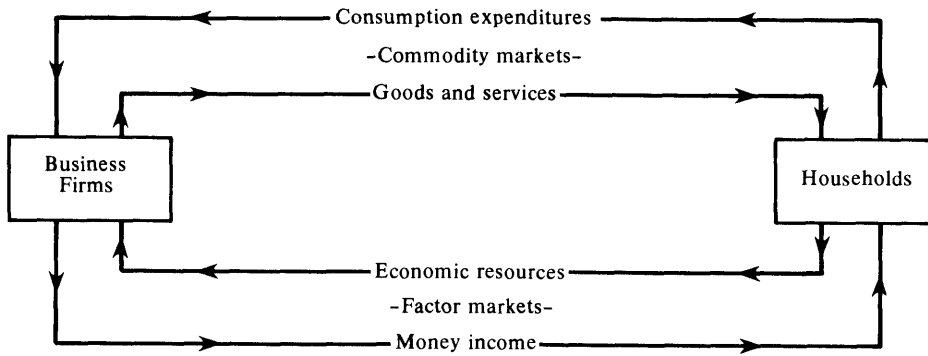 Consumption expenditures
-Commodity markets-
Goods and services
Business
Firms
Households
Economic resources
-Factor markets-
Money income